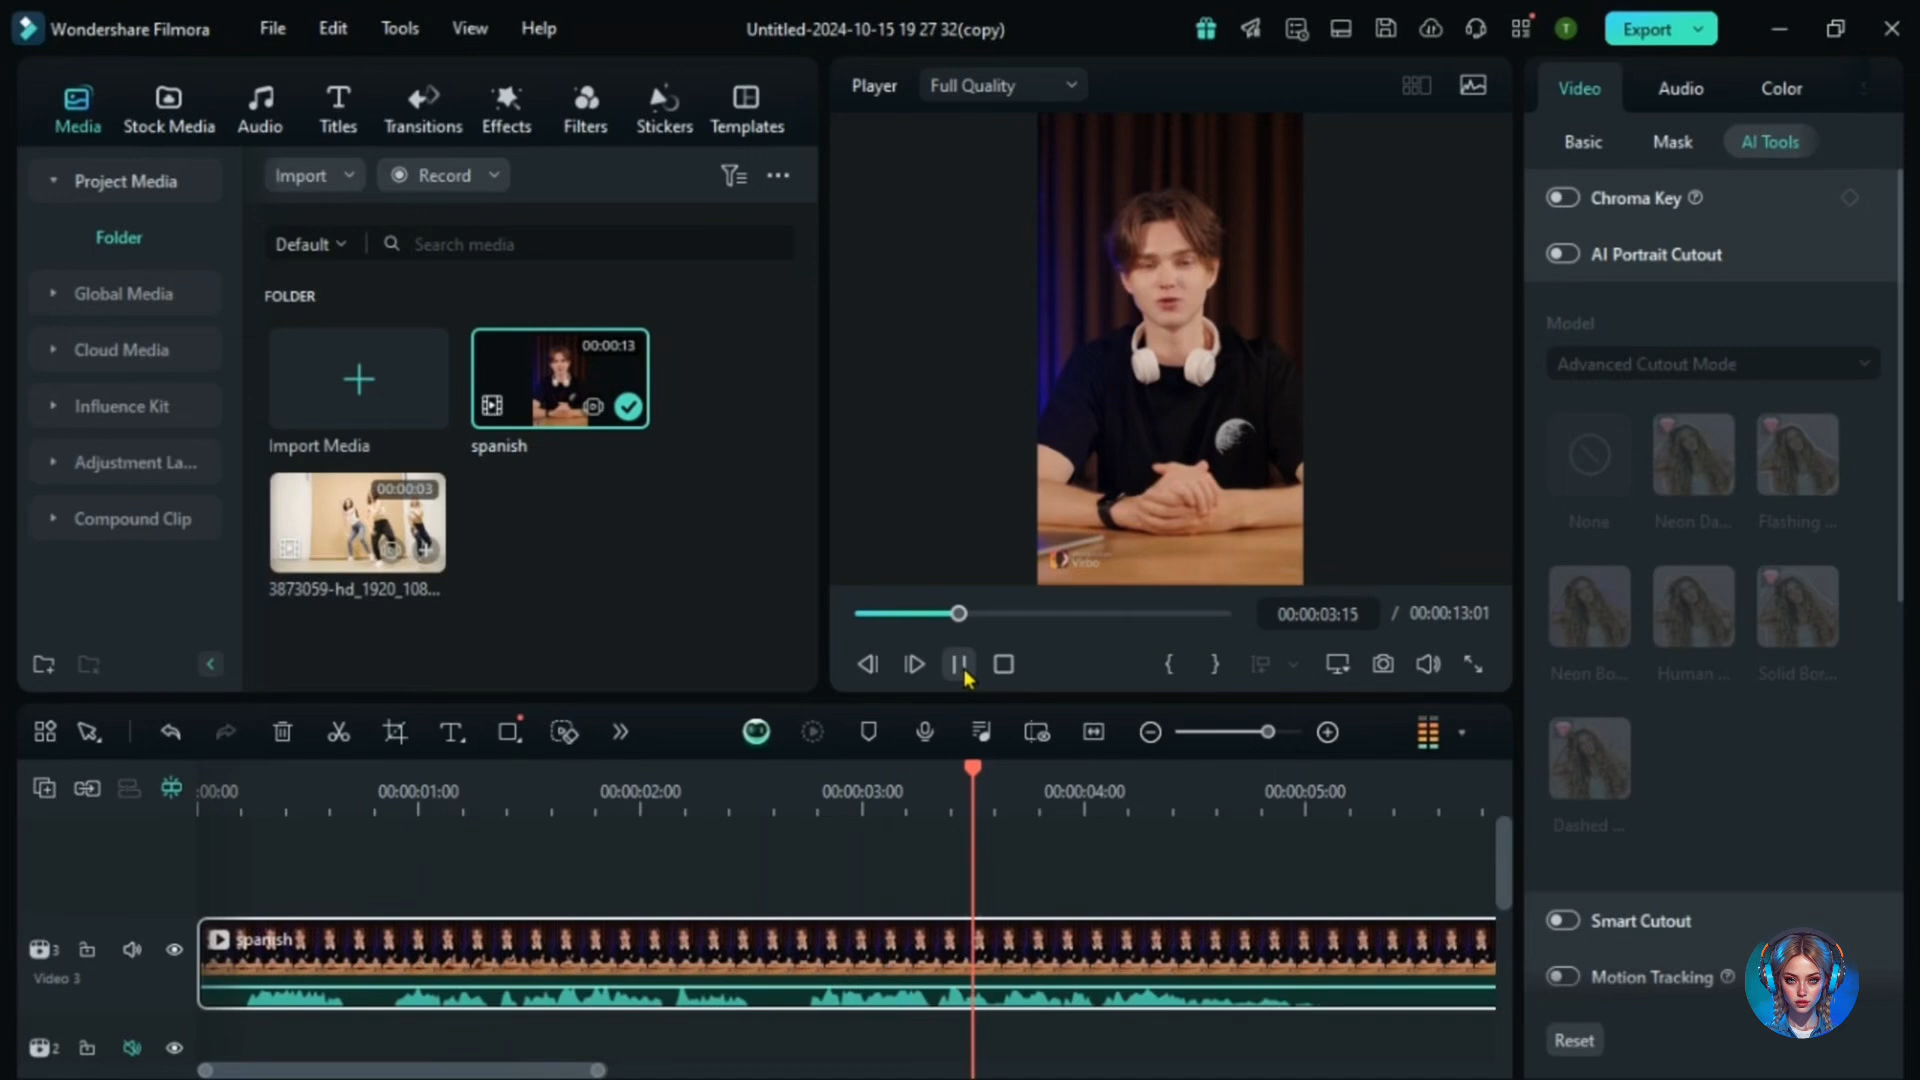 Wondershare Filmora
File
Edit
Tools
View
Help
Untitled-2024-10-15 19 27 32(copy)
T
Export
Media
Stock Media
Audio
Titles
Transitions
Effects
Filters
Stickers
Templates
Player
Full Quality
Video
Audio
Color
Basic
Mask
AI Tools
Project Media
Folder
Global Media
Cloud Media
Influence Kit
Adjustment La...
Compound Clip
Import
Record
Default
Search media
FOLDER
00:00:13
Import Media
spanish
00:00:03
3873059-hd_1920_108...
Virbo
00:00:03:15 / 00:00:13:01
Chroma Key
AI Portrait Cutout
Model
Advanced Cutout Mode
None
Neon Da...
Flashing ...
Neon Bo...
Human ...
Solid Bor...
Dashed ...
Smart Cutout
Motion Tracking
Reset
:00:00
00:00:01:00
00:00:02:00
00:00:03:00
00:00:04:00
00:00:05:00
spanish
3
Video 3
2